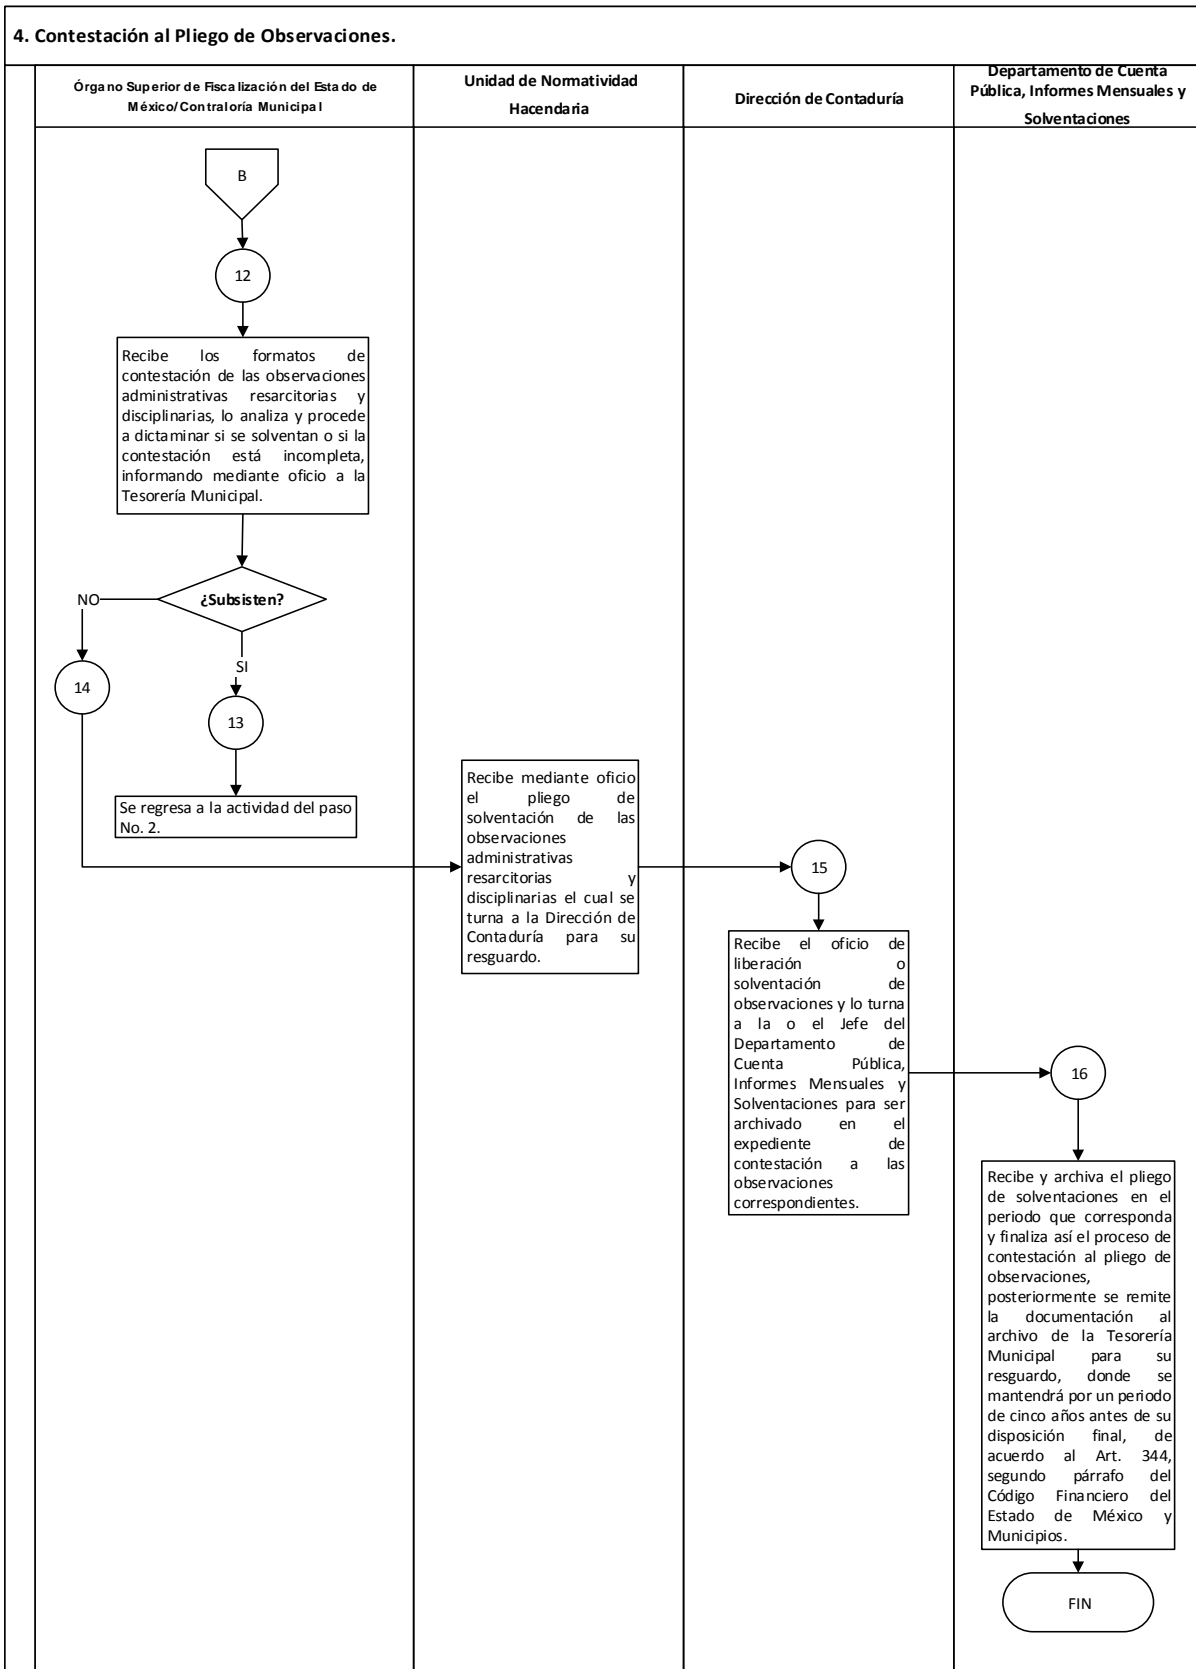 4. Contestación al Pliego de Observaciones.
Órgano Superior de Fiscalización del Estado de
México/Contraloría Municipal
Unidad de Normatividad
Hacendaria
Dirección de Contaduría
Departamento de Cuenta
Pública, Informes Mensuales y
Solventaciones
B
12
Recibe los formatos de
contestación de las observaciones
administrativas resarcitorias y
disciplinarias, lo analiza y procede
a dictaminar si se solventan o si la
contestación está incompleta,
informando mediante oficio a la
Tesorería Municipal.
¿Subsisten?
NO
SI
14
13
Se regresa a la actividad del paso
No. 2.
Recibe mediante oficio
el pliego de
solventación de las
observaciones
administrativas
resarcitorias y
disciplinarias el cual se
turna a la Dirección de
Contaduría para su
resguardo.
15
Recibe el oficio de
liberación o
solventación de
observaciones y lo turna
a la o el Jefe del
Departamento de
Cuenta Pública,
Informes Mensuales y
Solventaciones para ser
archivado en el
expediente de
contestación a las
observaciones
correspondientes.
16
Recibe y archiva el pliego
de solventaciones en el
periodo que corresponda
y finaliza así el proceso de
contestación al pliego de
observaciones,
posteriormente se remite
la documentación al
archivo de la Tesorería
Municipal para su
resguardo, donde se
mantendrá por un periodo
de cinco años antes de su
disposición final, de
acuerdo al Art. 344,
segundo párrafo del
Código Financiero del
Estado de México y
Municipios.
FIN